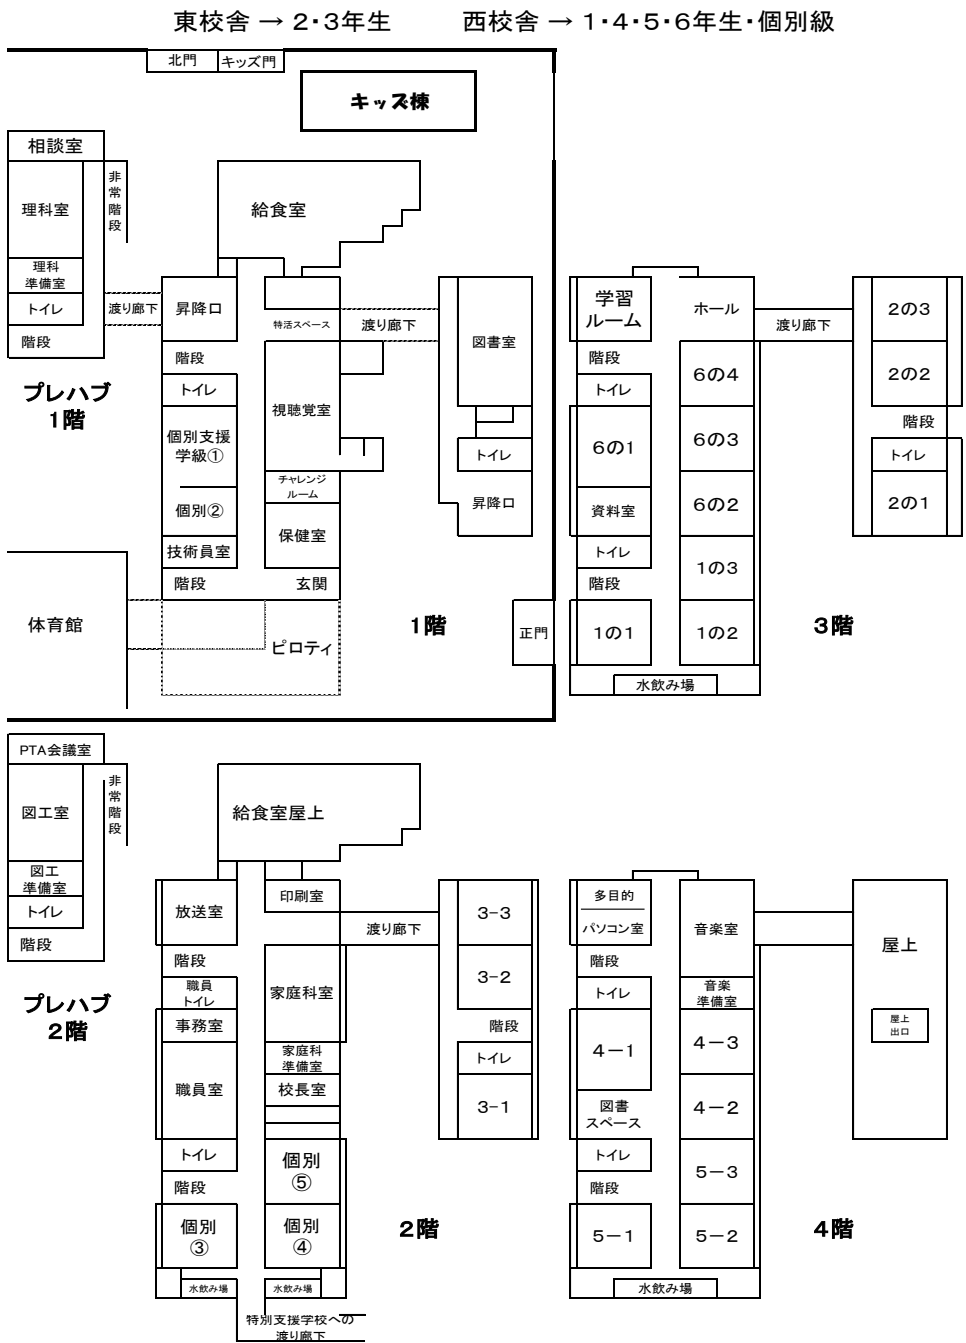 東校舎 → 2・3年生
西校舎 → 1・4・5・6年生・個別級
北門
キッズ門
キッズ棟
相談室
理科室
非常階段
理科
準備室
トイレ
階段
プレハブ
1階
渡り廊下
給食室
昇降口
特活スペース
渡り廊下
階段
トイレ
個別支援
学級①
個別②
技術員室
階段
視聴覚室
チャレンジ
ルーム
保健室
玄関
図書室
トイレ
昇降口
体育館
ピロティ
1階
正門
学習
ルーム
階段
トイレ
6の1
資料室
トイレ
階段
1の1
ホール
6の4
6の3
6の2
1の3
1の2
水飲み場
渡り廊下
2の3
2の2
階段
トイレ
2の1
3階
PTA会議室
図工室
非常階段
図工
準備室
トイレ
階段
プレハブ
2階
給食室屋上
放送室
階段
職員
トイレ
事務室
職員室
トイレ
階段
個別
③
水飲み場
印刷室
家庭科室
家庭科
準備室
校長室
個別
⑤
個別
④
水飲み場
特別支援学校への
渡り廊下
渡り廊下
3-3
3-2
階段
トイレ
3-1
2階
多目的
パソコン室
階段
トイレ
4－1
図書
スペース
トイレ
階段
5－1
音楽室
音楽
準備室
4－3
4－2
5－3
5－2
水飲み場
屋上
屋上
出口
4階